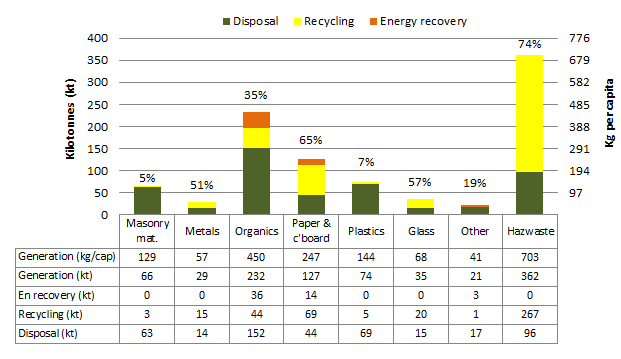 Disposal Recycling Energy recovery
400 776
74%
350 679
300 582
35%
250 485
200 388
65%
150 291
7%
100 194
5% 51% 57% 19%
50 97
0
Kilotonnes (kt)
Kg per capita
Masonry mat. Metals Organics Paper & c'board Plastics Glass Other Hazwaste
Generation (kg/cap) 129 57 450 247 144 68 41 703
Generation (kt) 66 29 232 127 74 35 21 362
En recovery (kt) 0 0 36 14 0 0 3 0
Recycling (kt) 3 15 44 69 5 20 1 267
Disposal (kt) 63 14 152 44 69 15 17 96